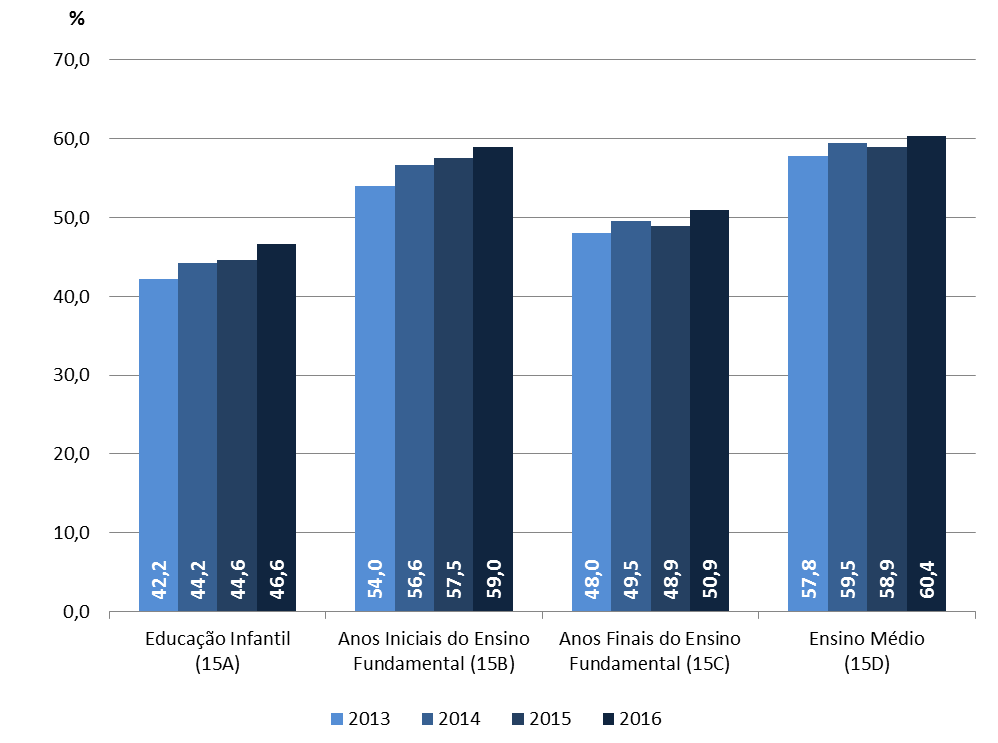 %
70,0
60,0
50,0
40,0
30,0
20,0
10,0
0,0
42,2 44,2 44,6 46,6 54,0 56,6 57,5 59,0 48,0 49,5 48,9 50,9 57,8 59,5 58,9 60,4
Educação Infantil
(15A)
Anos Iniciais do Ensino
Fundamental (15B)
Anos Finais do Ensino
Fundamental (15C)
Ensino Médio
(15D)
2013 2014 2015 2016